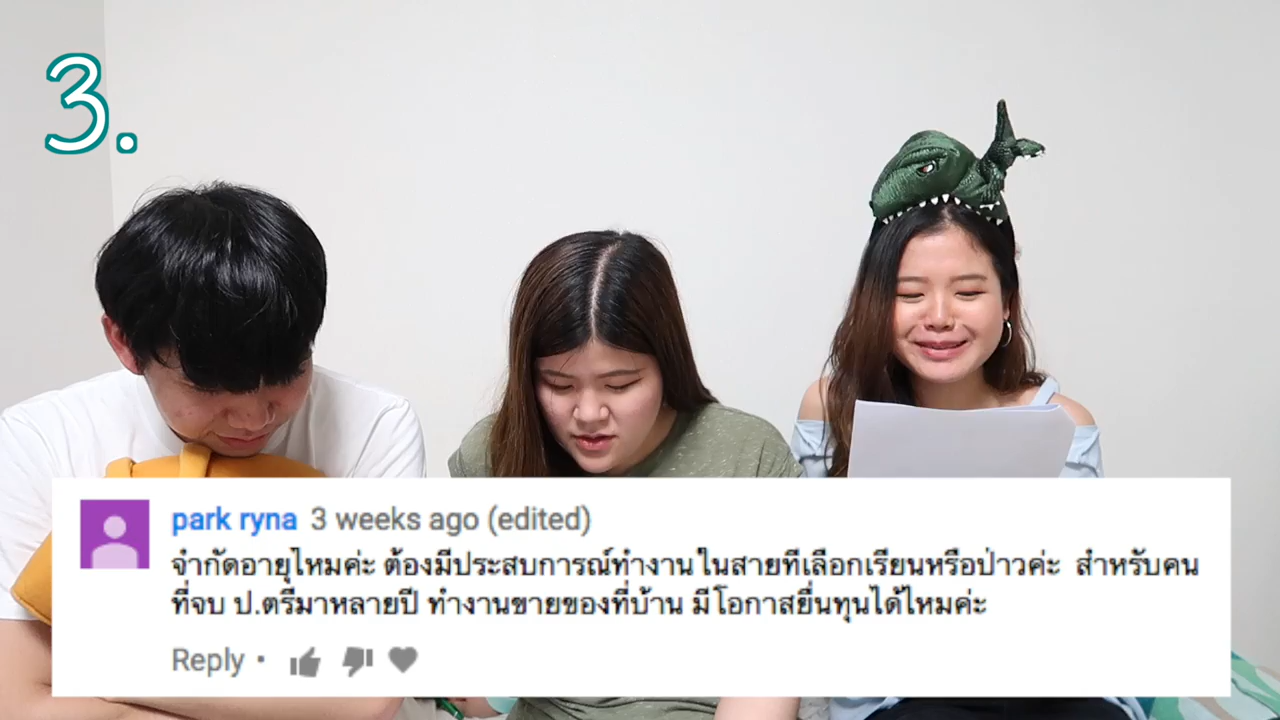 3.
park ryna 3 weeks ago (edited)
จำกัดอายุไหมค่ะ ต้องมีประสบการณ์ทำงานในสายที่เลือกเรียนหรือป่าวค่ะ สำหรับคน
ที่จบ ป.ตรีมาหลายปี ทำงานขายของที่บ้าน มีโอกาสยื่นทุนได้ไหมค่ะ
Reply •